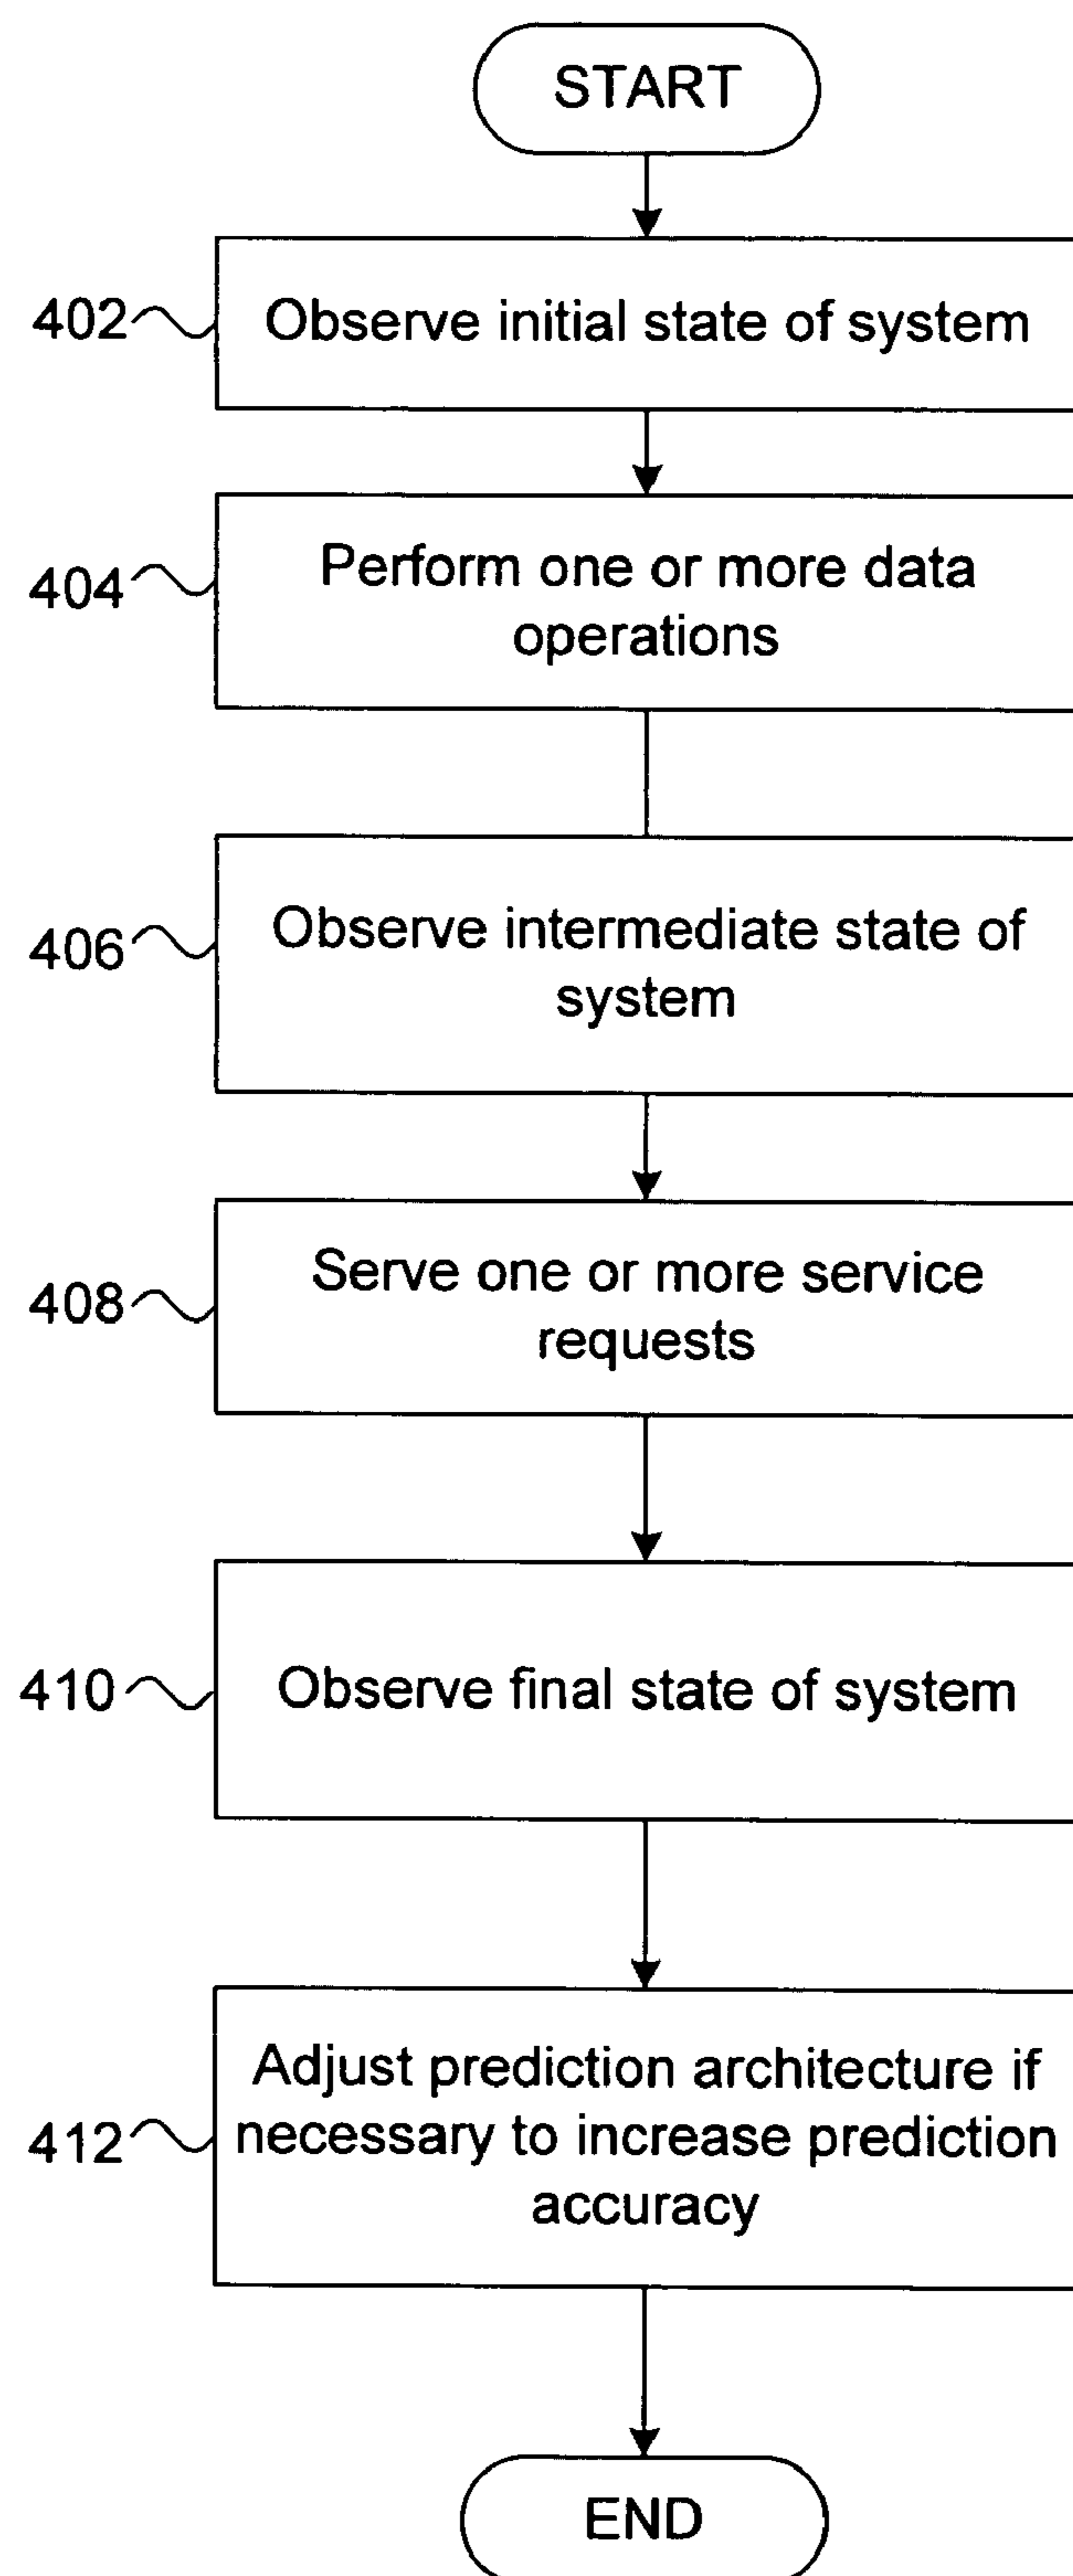 START
402
Observe initial state of system
404
Perform one or more data
operations
406
Observe intermediate state of
system
408
Serve one or more service
requests
410
Observe final state of system
412
Adjust prediction architecture if
necessary to increase prediction
accuracy
END